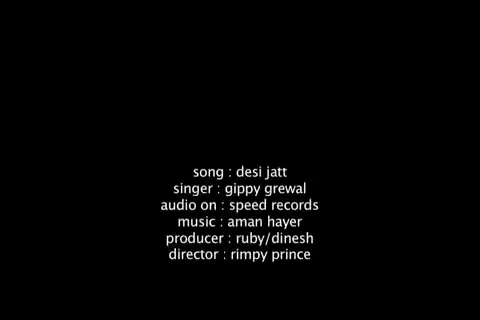 song : desi jatt
singer : gippy grewal
audio on : speed records
music : aman hayer
producer : ruby/dinesh
director : rimpy prince